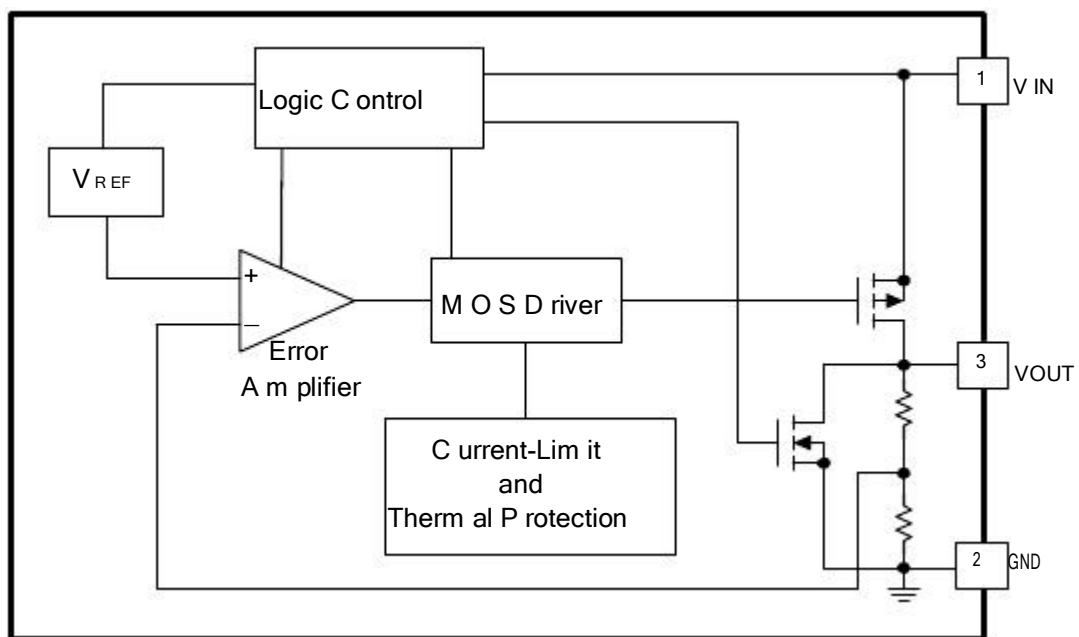 Logic C ontrol
1
V IN
V R EF
+
−
Error
A m plifier
M O S D river
3
VOUT
C urrent-Lim it
and
Therm al P rotection
2
GND